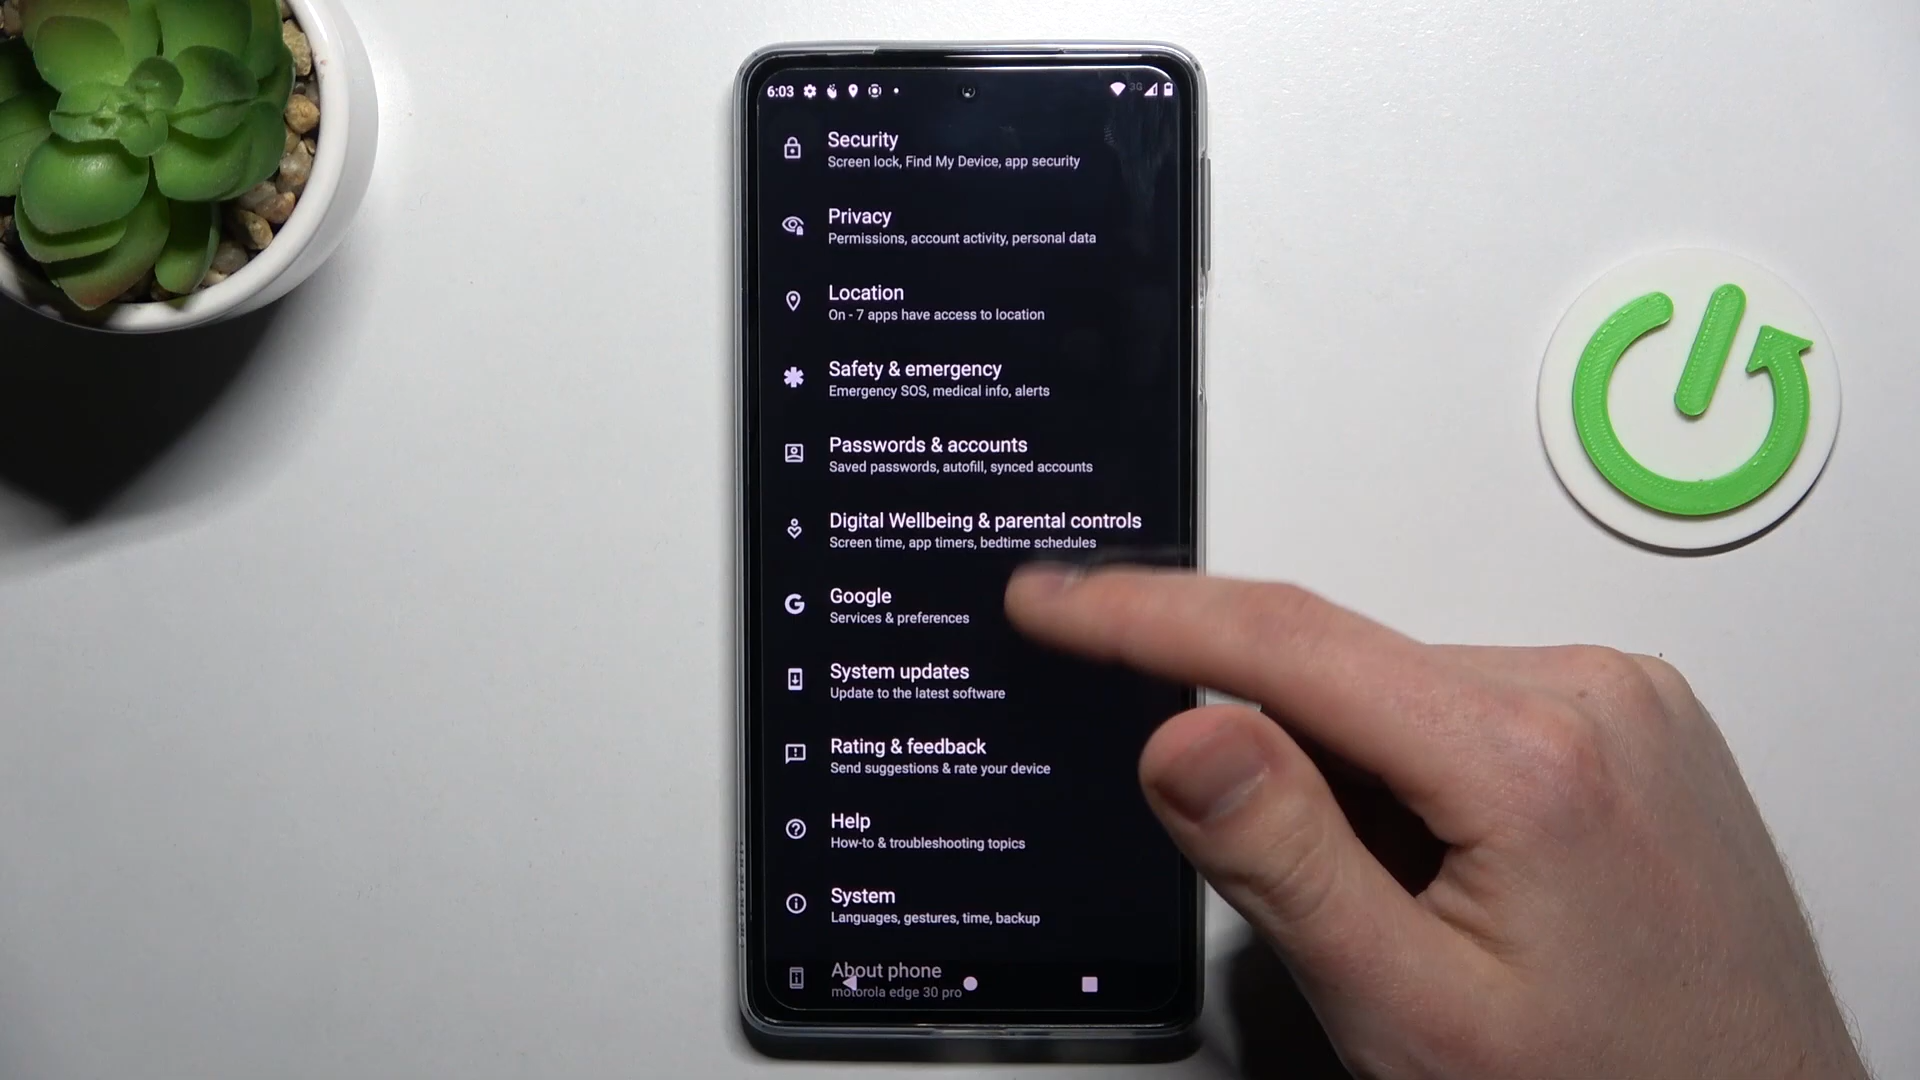 6:03 3G
Security
Screen lock, Find My Device, app security
Privacy
Permissions, account activity, personal data
Location
On - 7 apps have access to location
Safety & emergency
Emergency SOS, medical info, alerts
Passwords & accounts
Saved passwords, autofill, synced accounts
Digital Wellbeing & parental controls
Screen time, app timers, bedtime schedules
Google
Services & preferences
System updates
Update to the latest software
Rating & feedback
Send suggestions & rate your device
Help
How-to & troubleshooting topics
System
Languages, gestures, time, backup
About phone
motorola edge 30 pro